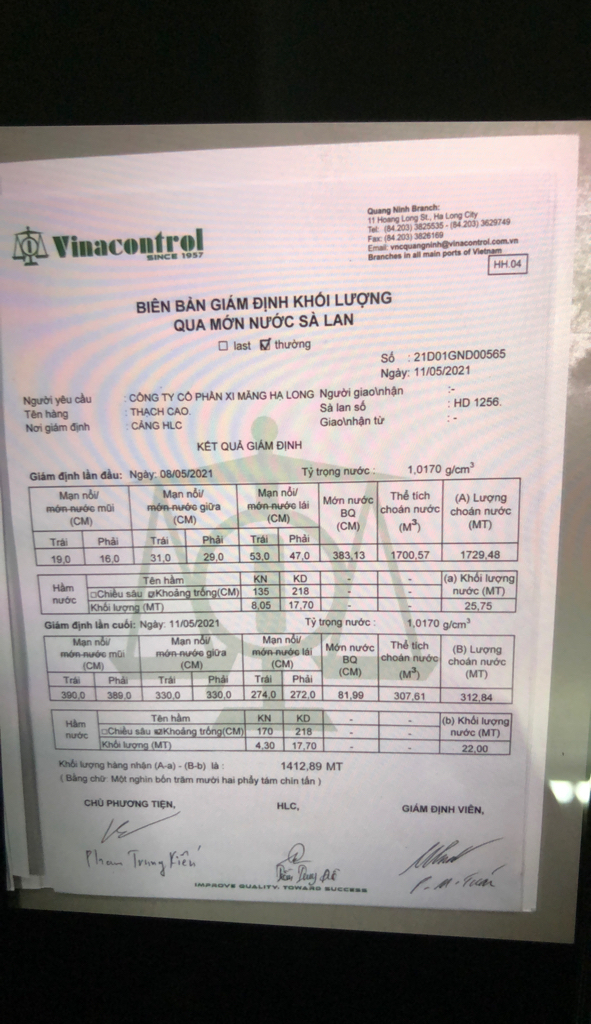 Vinacontrol
SINCE 1957
Quang Ninh Branch:
11 Hoang Long St., Ha Long City
Tel: (84.203) 3825535 - (84.203) 3629749
Fax: (84.203) 3826169
Email: vncquangninh@vinacontrol.com.vn
Branches in all main ports of Vietnam
HH.04
BIÊN BẢN GIÁM ĐỊNH KHỐI LƯỢNG
QUA MỚN NƯỚC SÀ LAN
☐ last ☑ thường
Số : 21D01GND00565
Ngày: 11/05/2021
Người yêu cầu : CÔNG TY CỔ PHẦN XI MĂNG HẠ LONG Người giao\nhận :-
Tên hàng : THẠCH CAO. Sà lan số : HD 1256.
Nơi giám định : CẢNG HLC Giao\nhận từ : -
KẾT QUẢ GIÁM ĐỊNH
Giám định lần đầu: Ngày: 08/05/2021 Tỷ trọng nước : 1,0170 g/cm³
Mạn nổi/ món nước mũi (CM) Mạn nổi/ món nước giữa (CM) Mạn nổi/ món nước lái (CM) Mớn nước BQ (CM) Thể tích choán nước (M³) (A) Lượng choán nước (MT)
Trái Phải Trái Phải Trái Phải
19,0 16,0 31,0 29,0 53,0 47,0 383,13 1700,57 1729,48
Hầm nước Tên hầm KN KD - - (a) Khối lượng nước (MT)
☐Chiều sâu ☑Khoảng trống(CM) 135 218 - -
Khối lượng (MT) 8,05 17,70 - - 25,75
Giám định lần cuối: Ngày: 11/05/2021 Tỷ trọng nước : 1,0170 g/cm³
Mạn nổi/ món nước mũi (CM) Mạn nổi/ món nước giữa (CM) Mạn nổi/ món nước lái (CM) Mớn nước BQ (CM) Thể tích choán nước (M³) (B) Lượng choán nước (MT)
Trái Phải Trái Phải Trái Phải
390,0 389,0 330,0 330,0 274,0 272,0 81,99 307,61 312,84
Hầm nước Tên hầm KN KD - - (b) Khối lượng nước (MT)
☐Chiều sâu ☑Khoảng trống(CM) 170 218 - -
Khối lượng (MT) 4,30 17,70 - - 22,00
Khối lượng hàng nhận (A-a) - (B-b) là : 1412,89 MT
( Bằng chữ: Một nghìn bốn trăm mười hai phẩy tám chín tấn )
CHỦ PHƯƠNG TIỆN, HLC, GIÁM ĐỊNH VIÊN,
Phạm Trung Kiên
IMPROVE QUALITY, TOWARD SUCCESS